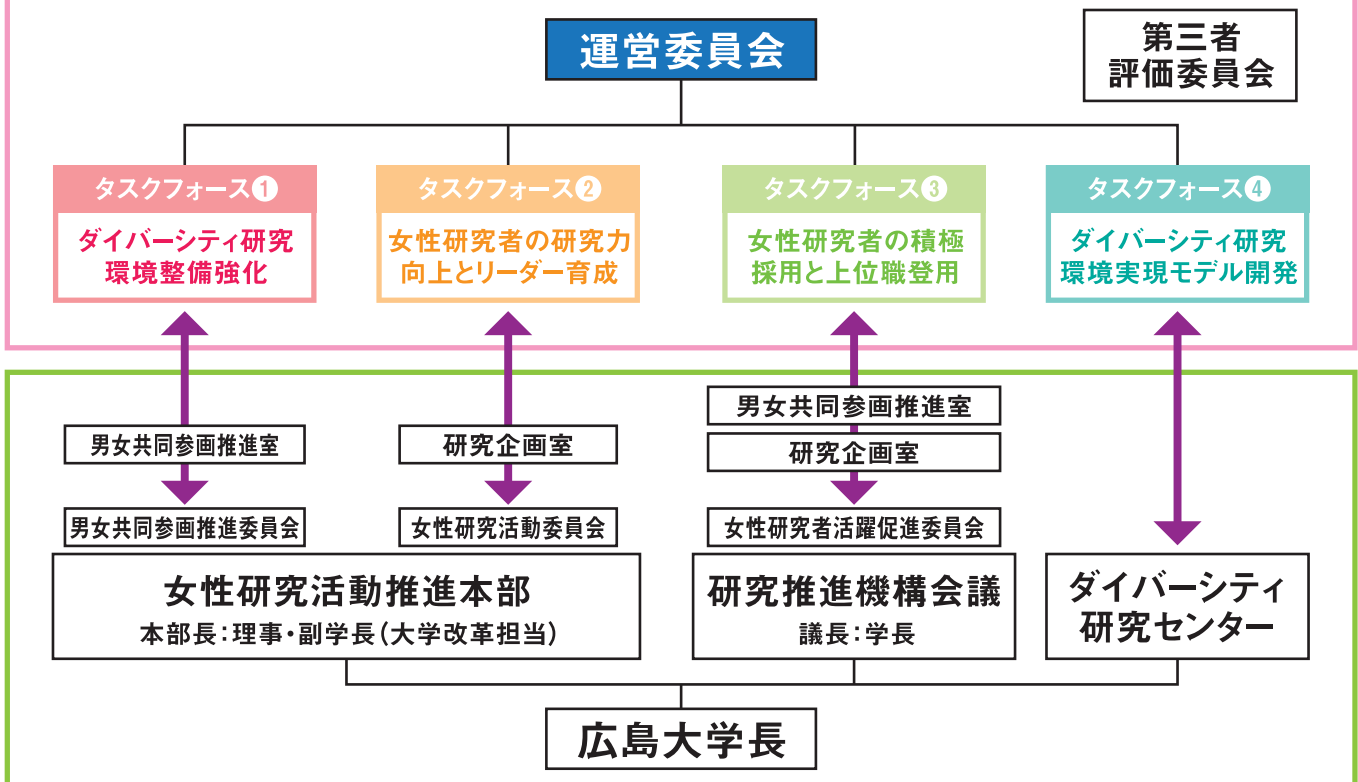 運営委員会
第三者
評価委員会
タスクフォース❶
ダイバーシティ研究
環境整備強化
タスクフォース❷
女性研究者の研究力
向上とリーダー育成
タスクフォース❸
女性研究者の積極
採用と上位職登用
タスクフォース❹
ダイバーシティ研究
環境実現モデル開発
男女共同参画推進室
男女共同参画推進委員会
研究企画室
女性研究活動委員会
女性研究活動推進本部
本部長:理事・副学長(大学改革担当)
男女共同参画推進室
研究企画室
女性研究者活躍促進委員会
研究推進機構会議
議長:学長
ダイバーシティ
研究センター
広島大学長